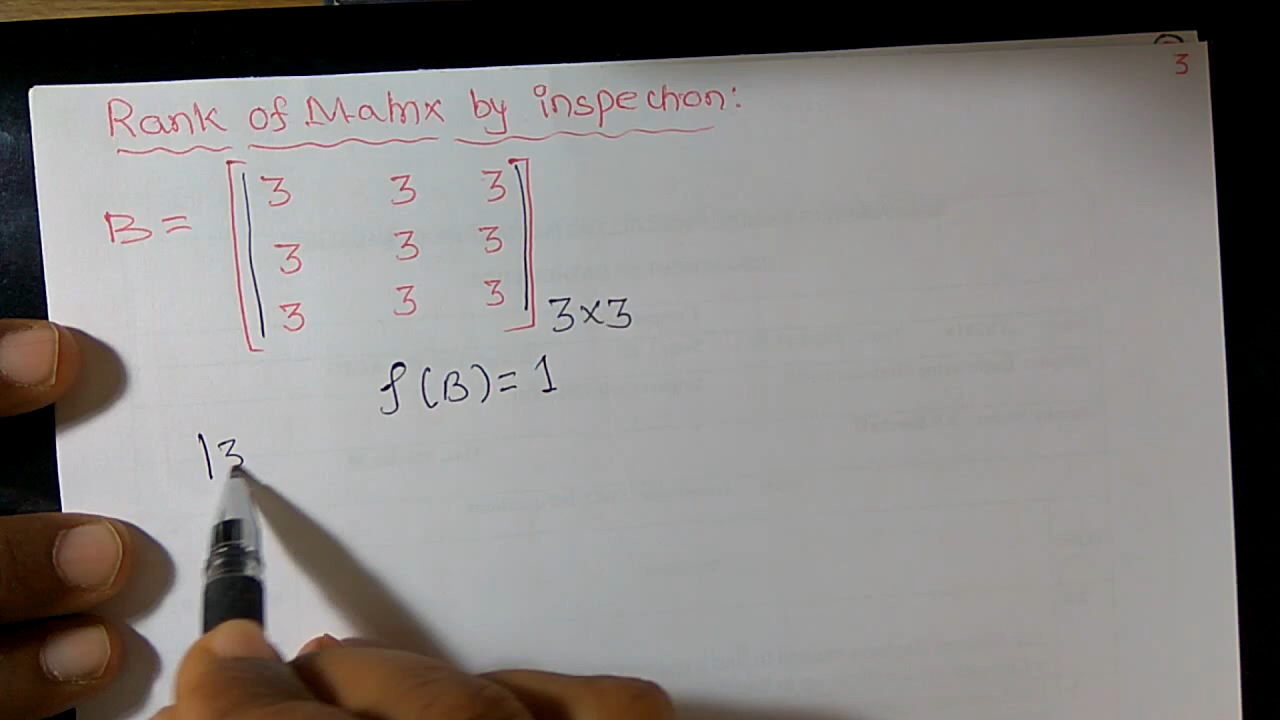 3
Rank of Matrix by inspection:
B = [ 3 3 3
3 3 3
3 3 3 ] 3×3
ρ(B) = 1
|3